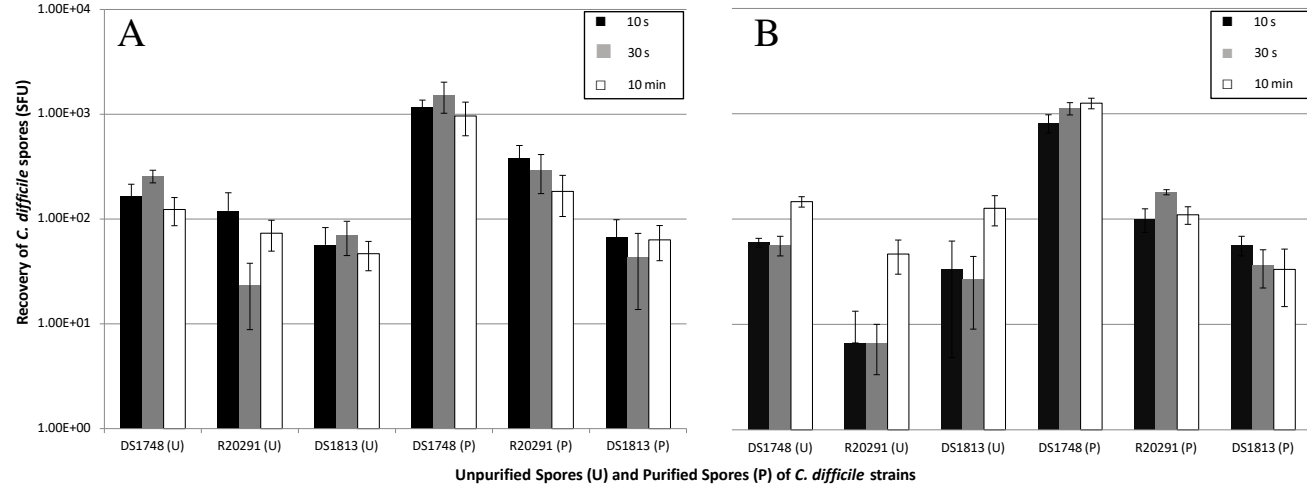 A
10 s
30 s
10 min
B
10 s
30 s
10 min
Recovery of C. difficile spores (SFU)
1.00E+04
1.00E+03
1.00E+02
1.00E+01
1.00E+00
DS1748 (U) R20291 (U) DS1813 (U) DS1748 (P) R20291 (P) DS1813 (P)
DS1748 (U) R20291 (U) DS1813 (U) DS1748 (P) R20291 (P) DS1813 (P)
Unpurified Spores (U) and Purified Spores (P) of C. difficile strains